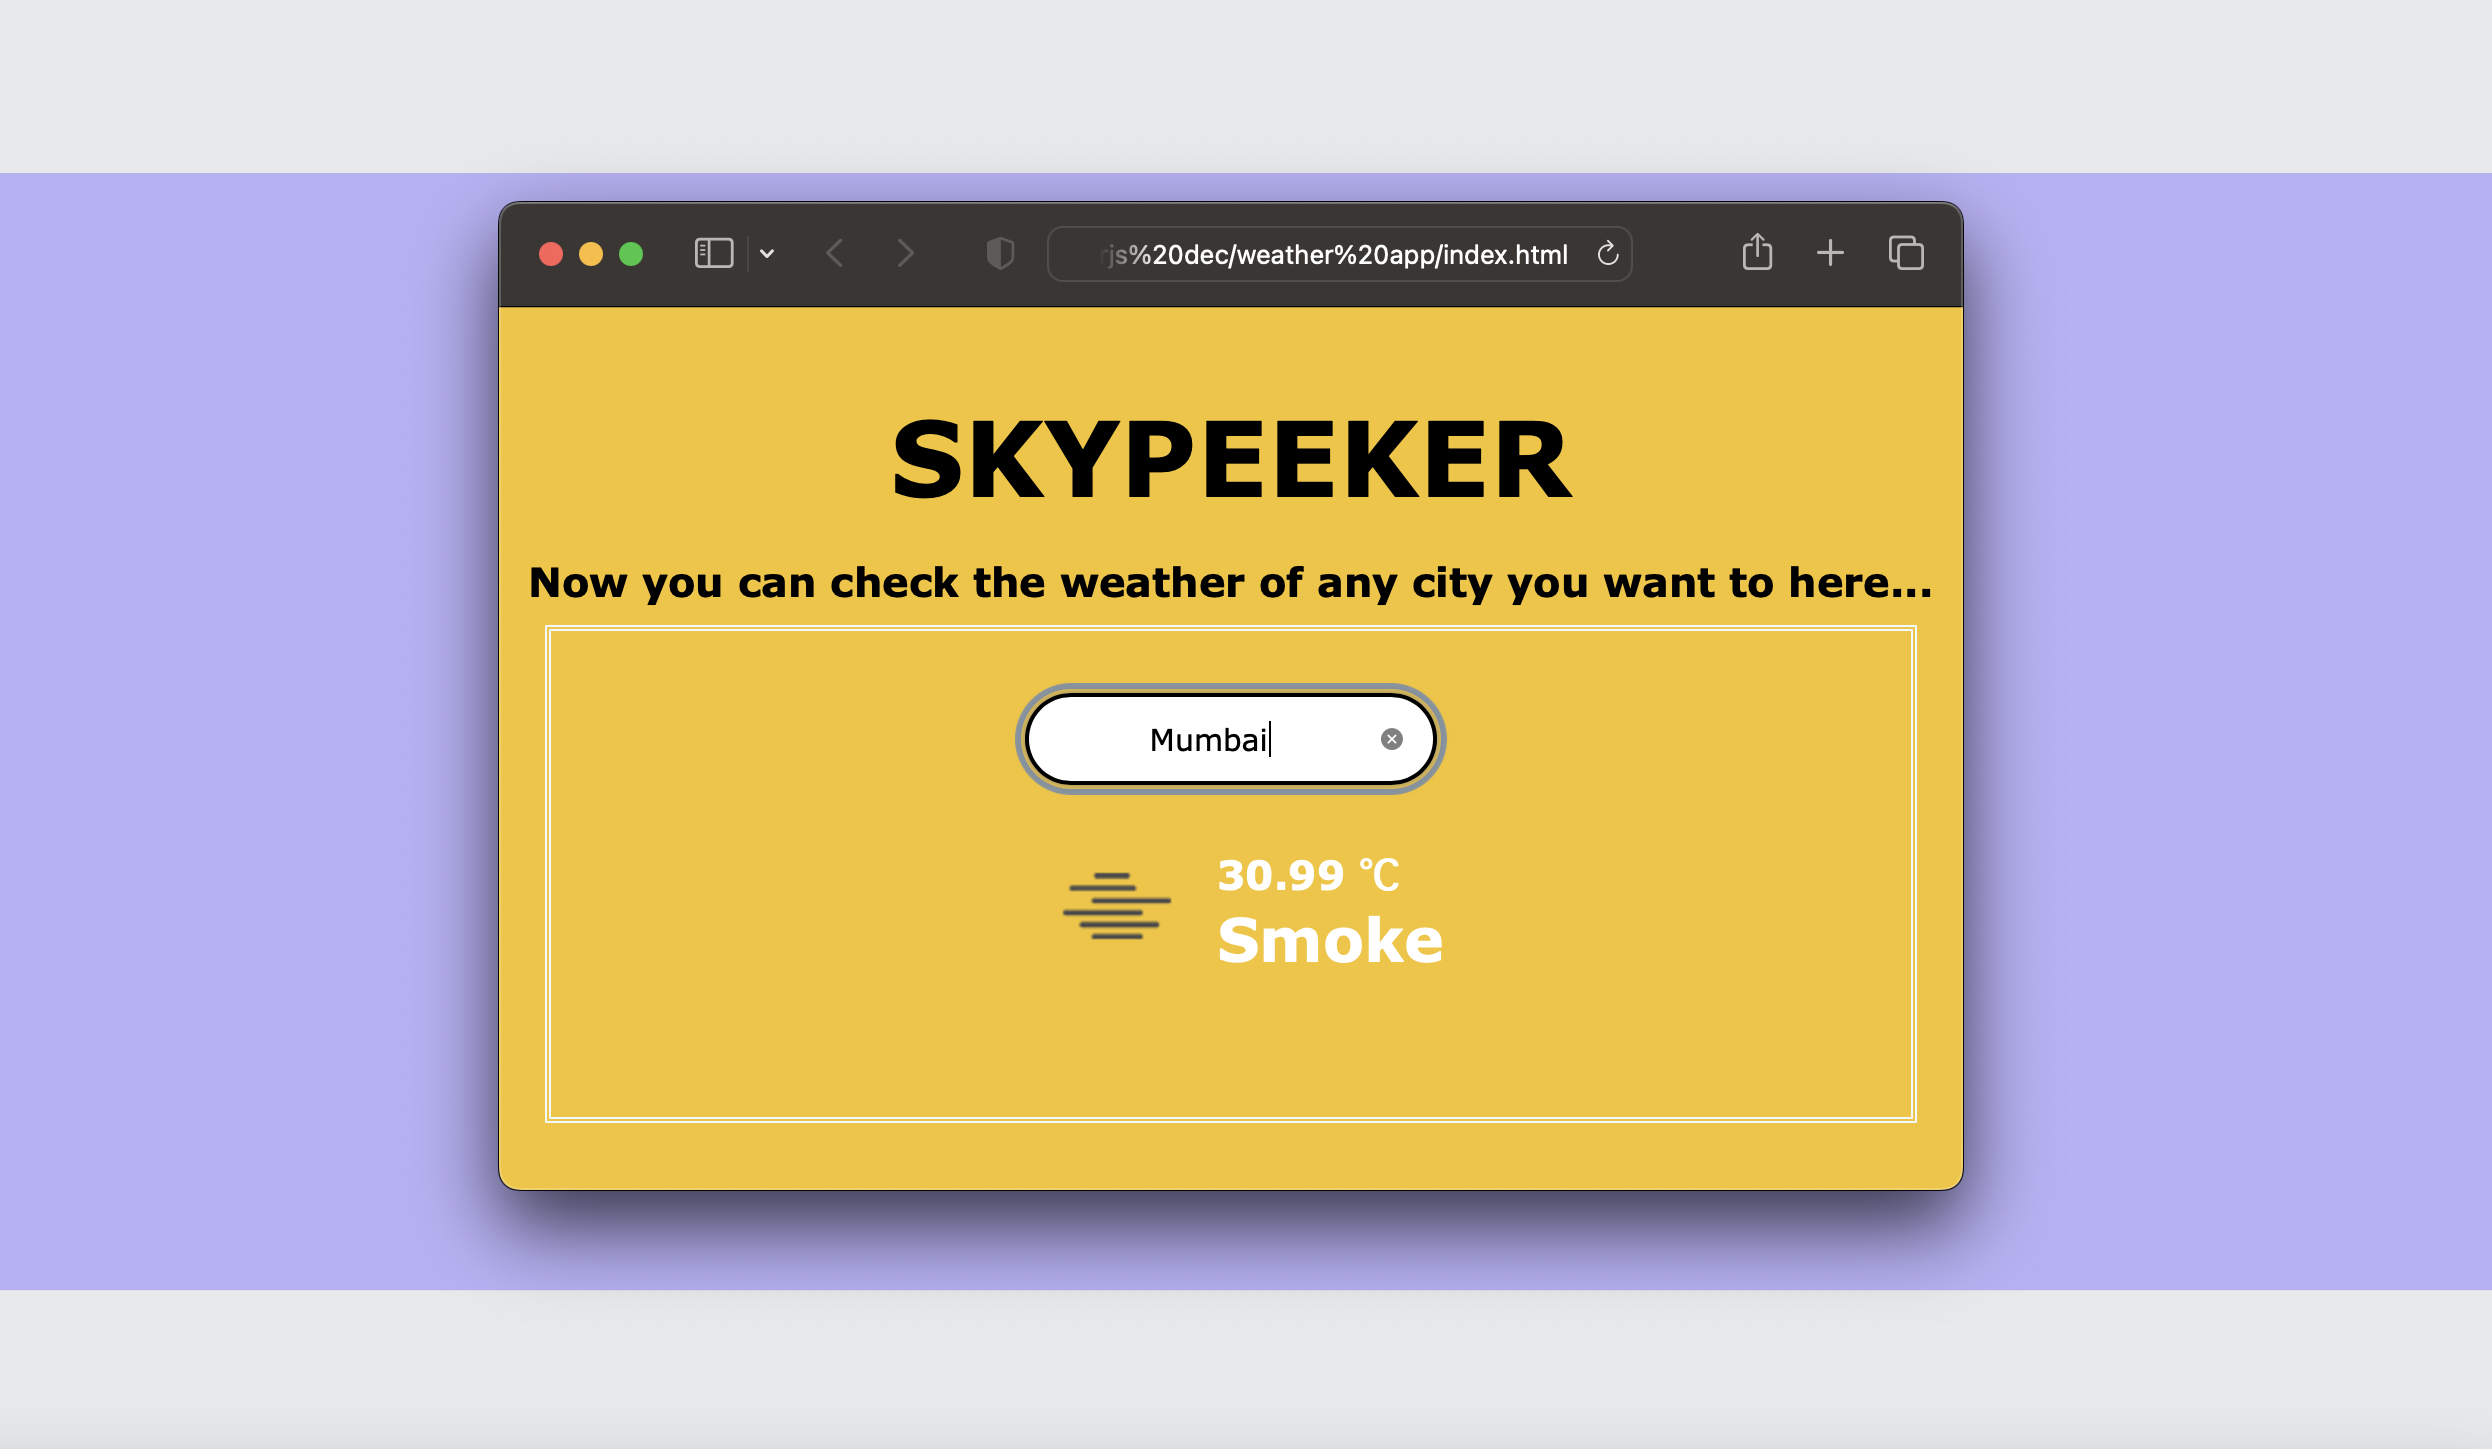 js%20dec/weather%20app/index.html
SKYPEEKER
Now you can check the weather of any city you want to here...
Mumbai
30.99 °C
Smoke